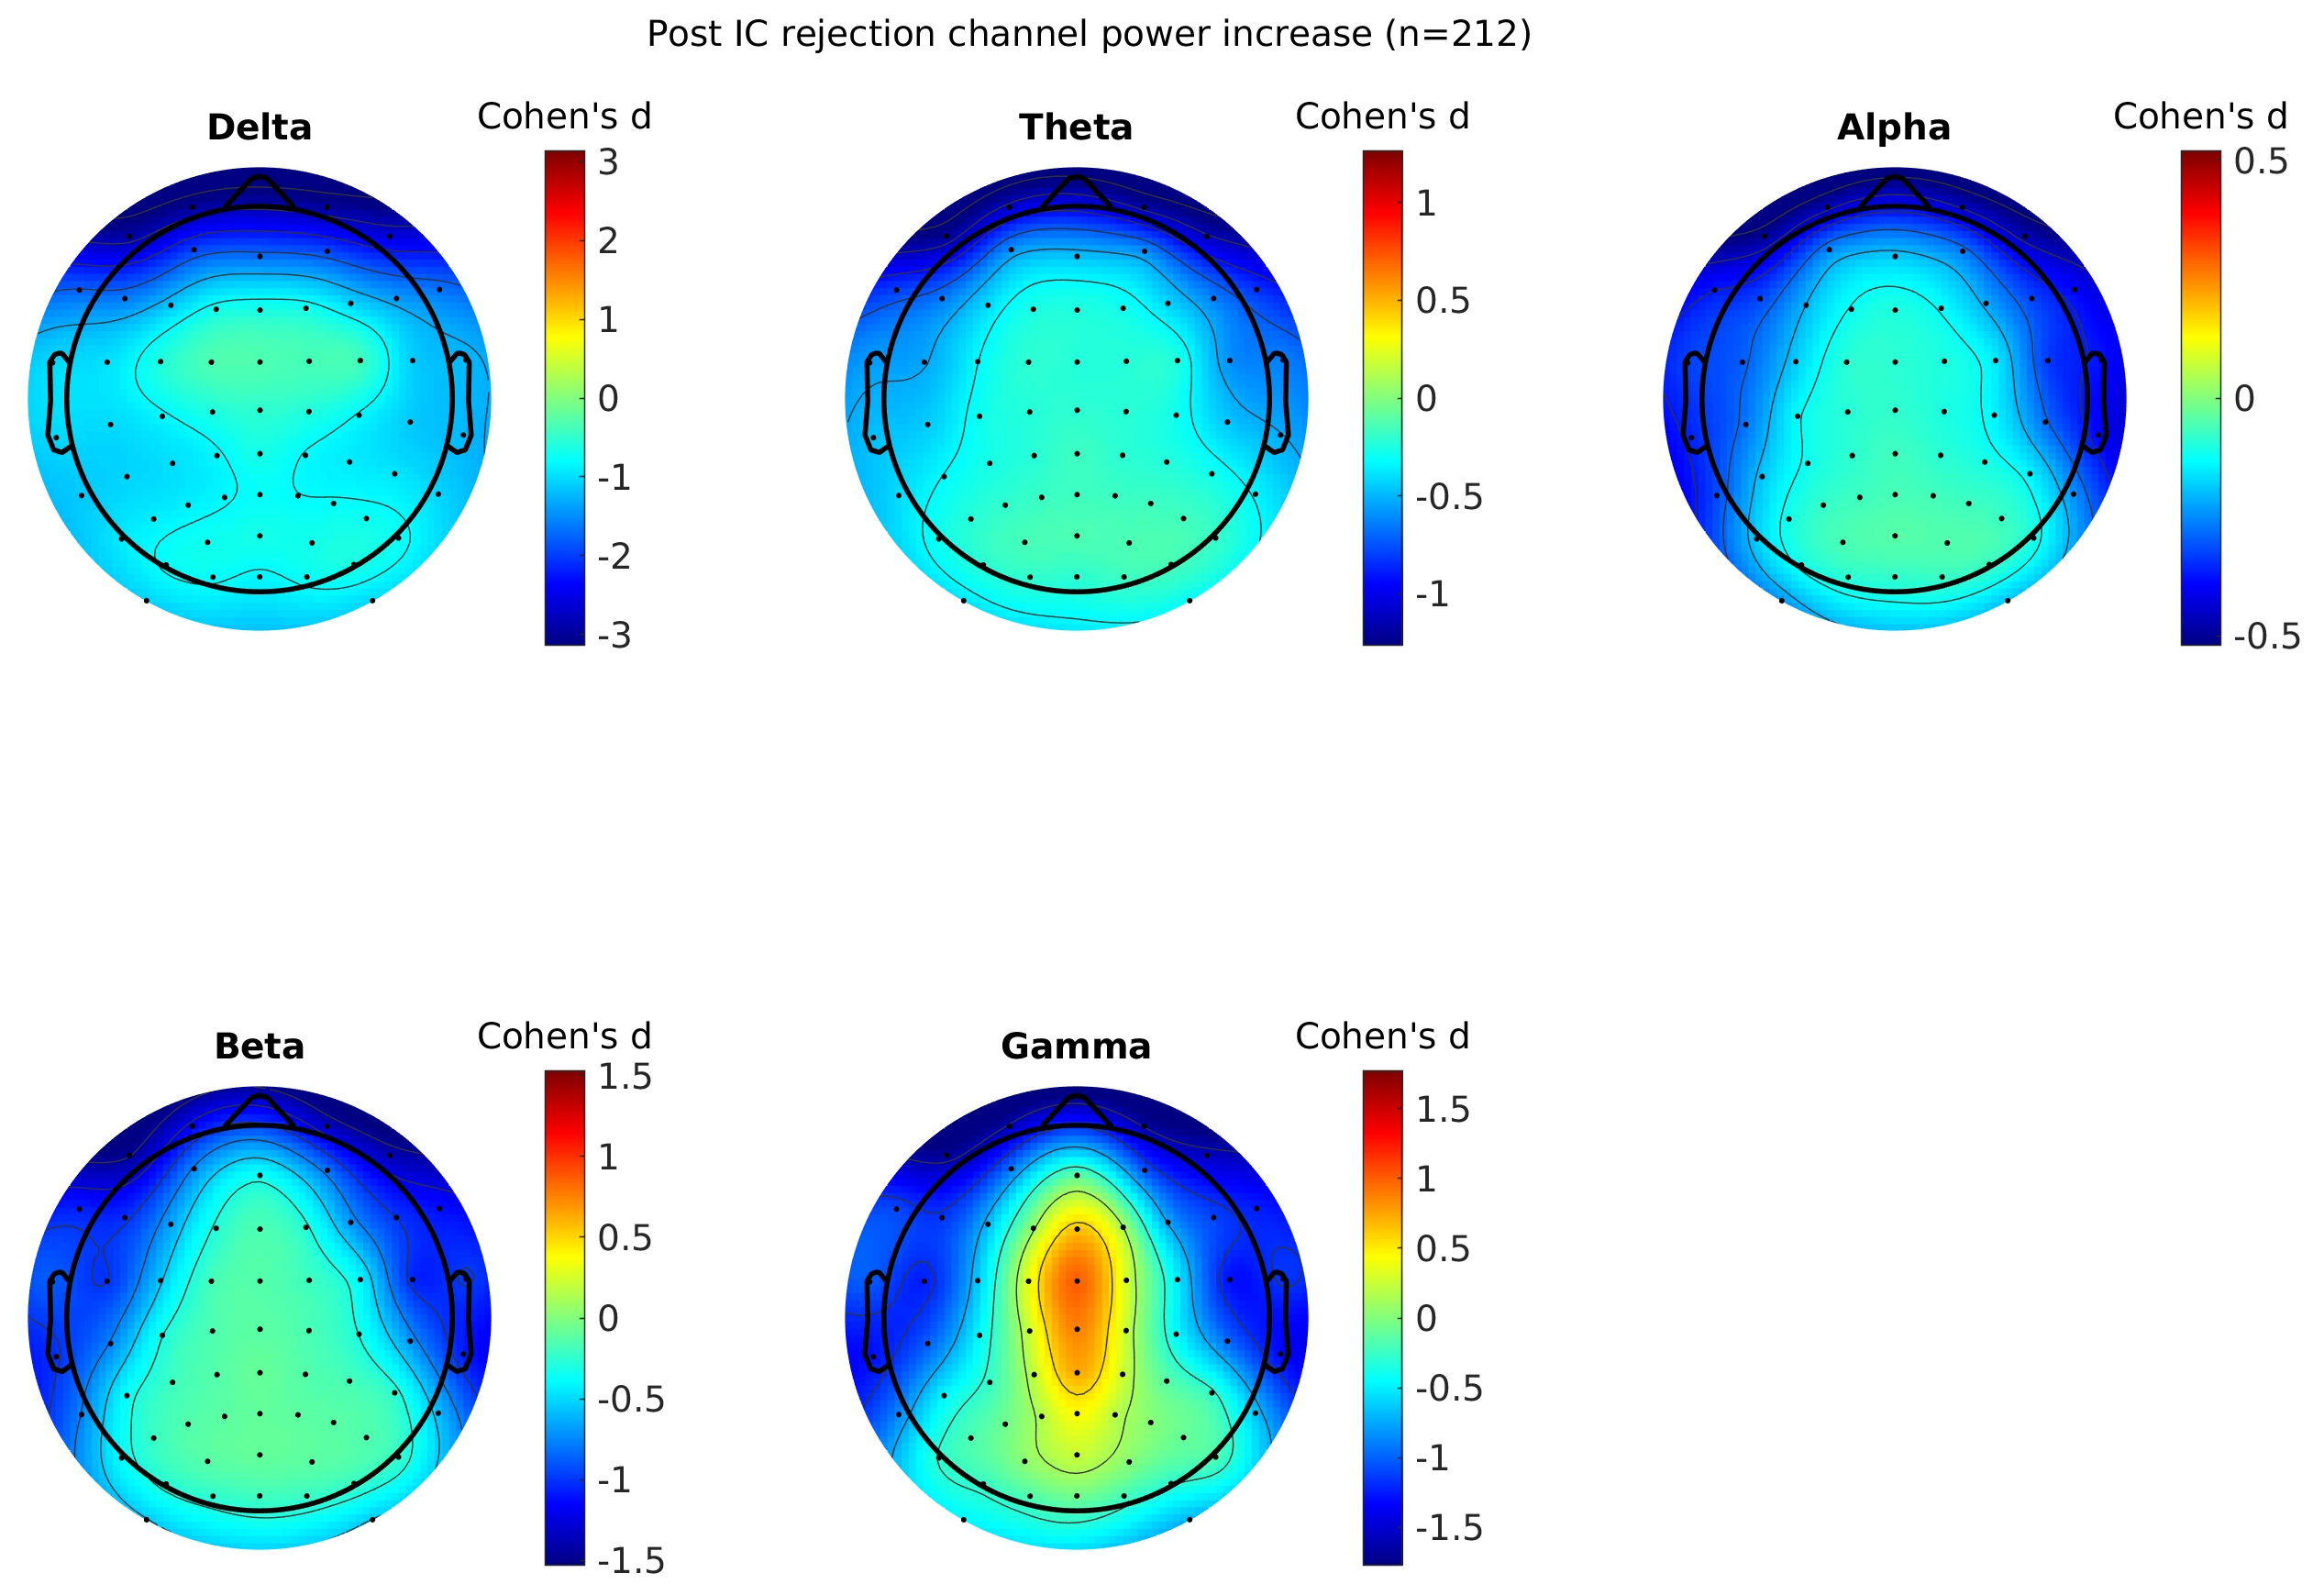 Post IC rejection channel power increase (n=212)
Delta
Cohen's d
3
2
1
0
-1
-2
-3
Theta
Cohen's d
1
0.5
0
-0.5
-1
Alpha
Cohen's d
0.5
0
-0.5
Beta
Cohen's d
1.5
1
0.5
0
-0.5
-1
-1.5
Gamma
Cohen's d
1.5
1
0.5
0
-0.5
-1
-1.5